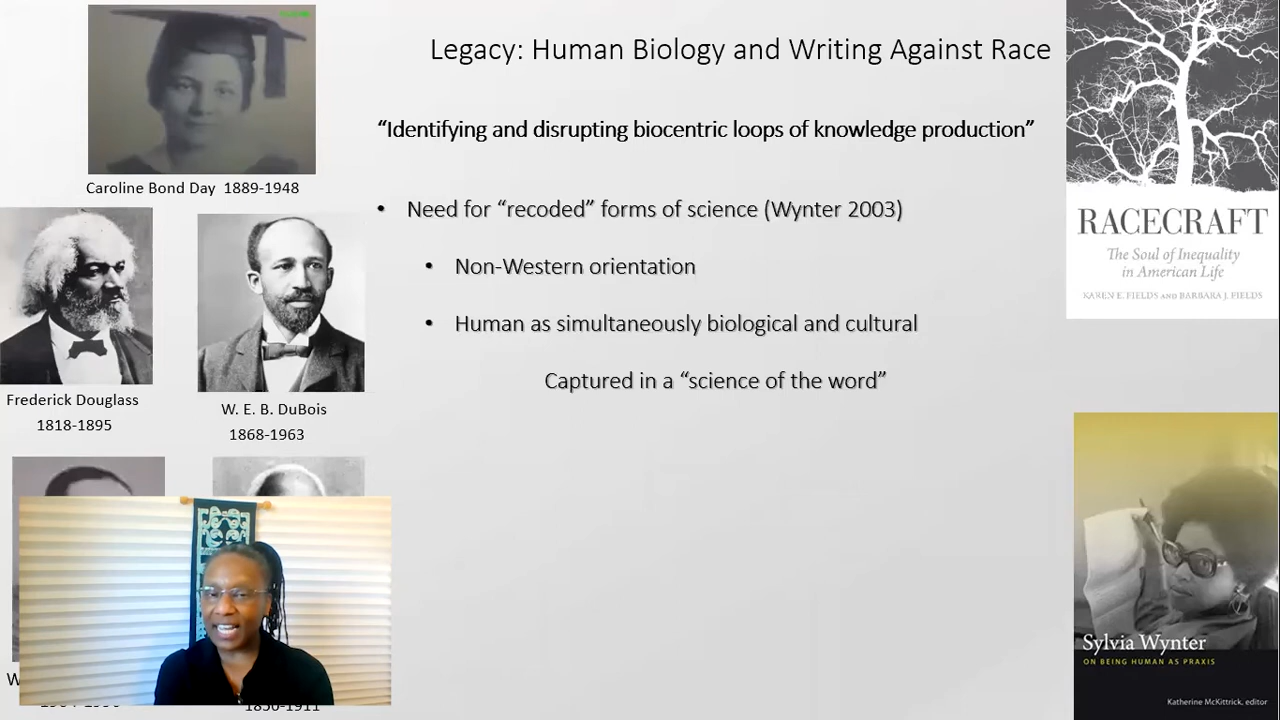 Legacy: Human Biology and Writing Against Race
“Identifying and disrupting biocentric loops of knowledge production”
• Need for “recoded” forms of science (Wynter 2003)
• Non-Western orientation
• Human as simultaneously biological and cultural
Captured in a “science of the word”
Caroline Bond Day 1889-1948
Frederick Douglass
1818-1895
W. E. B. DuBois
1868-1963
W
1850-1911
RACECRAFT
The Soul of Inequality
in American Life
KAREN E. FIELDS AND BARBARA J. FIELDS
Sylvia Wynter
ON BEING HUMAN AS PRAXIS
Katherine McKittrick, editor